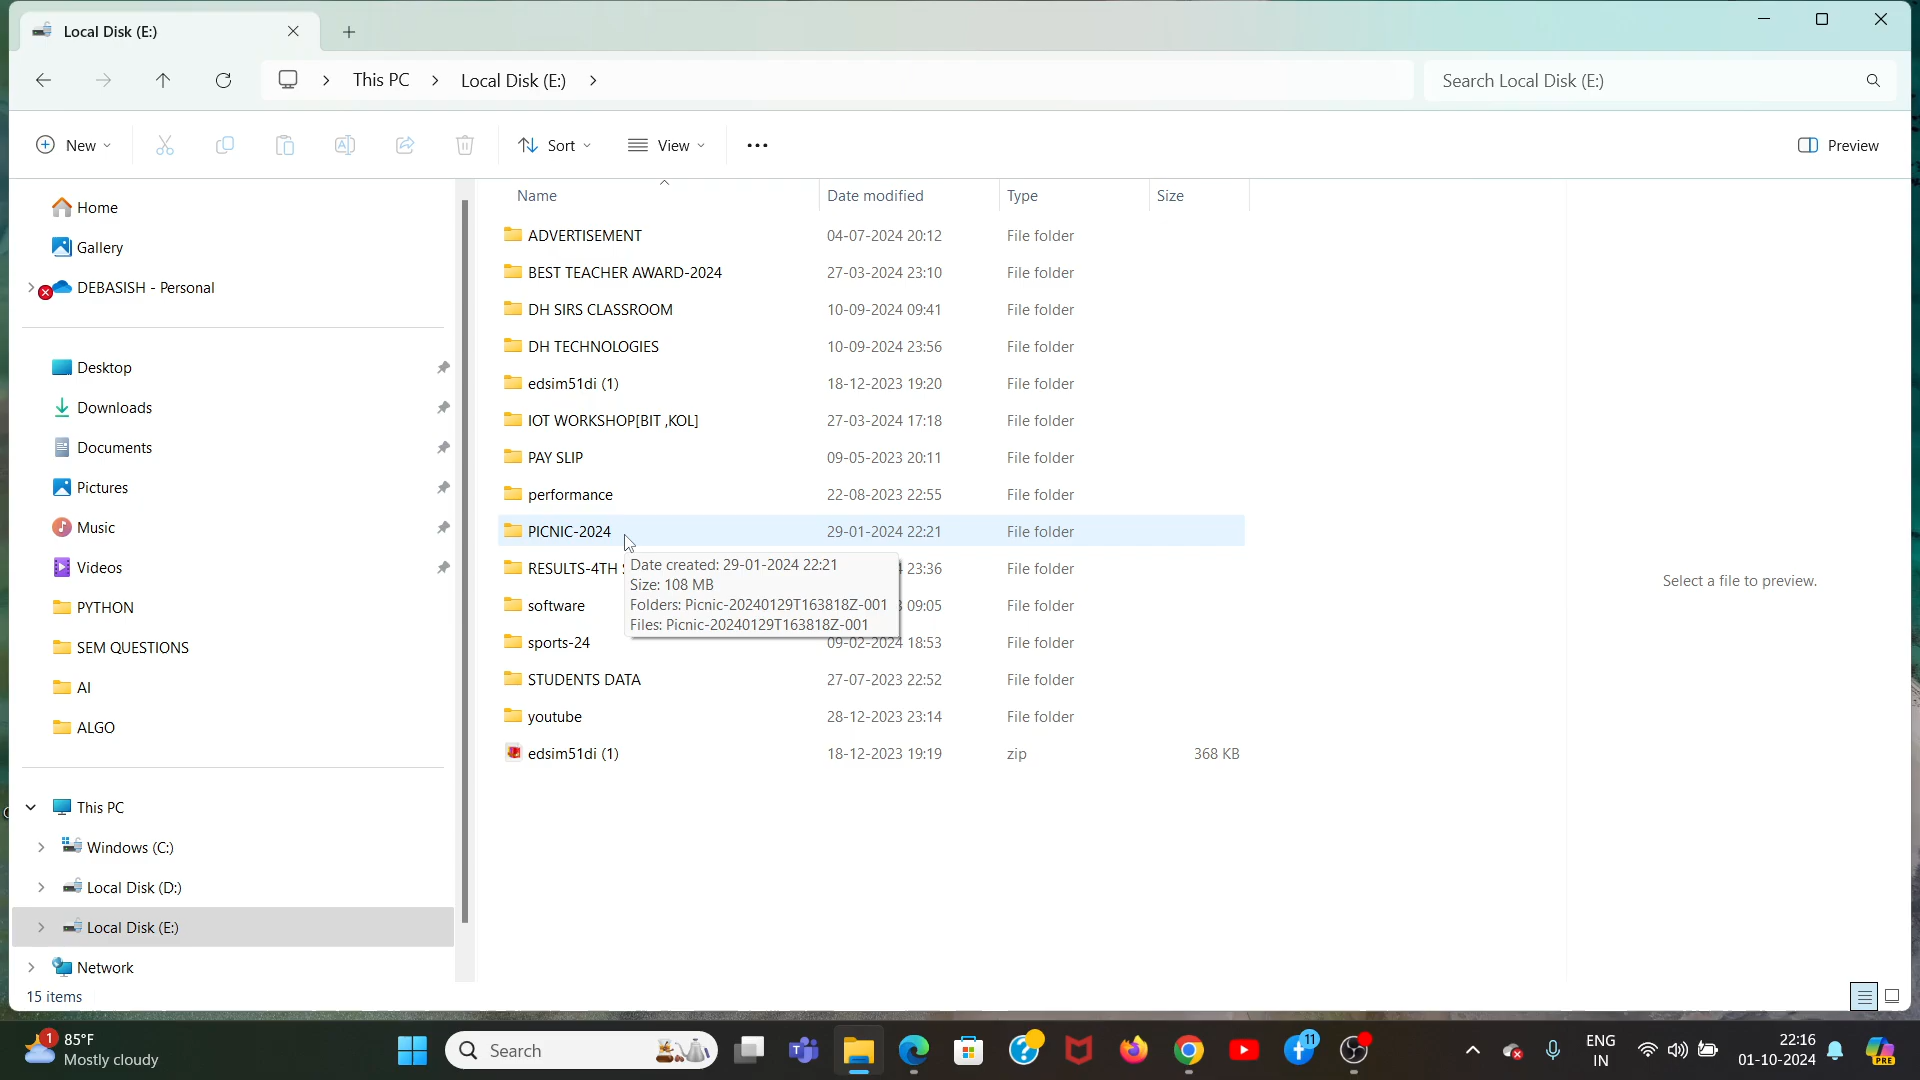 Local Disk (E:)
This PC > Local Disk (E:) >
Search Local Disk (E:)
New
Sort
View
Preview
Home
Gallery
DEBASISH - Personal
Desktop
Downloads
Documents
Pictures
Music
Videos
PYTHON
SEM QUESTIONS
AI
ALGO
This PC
Windows (C:)
Local Disk (D:)
Local Disk (E:)
Network
15 items
Name Date modified Type Size
ADVERTISEMENT 04-07-2024 20:12 File folder
BEST TEACHER AWARD-2024 27-03-2024 23:10 File folder
DH SIRS CLASSROOM 10-09-2024 09:41 File folder
DH TECHNOLOGIES 10-09-2024 23:56 File folder
edsim51di (1) 18-12-2023 19:20 File folder
IOT WORKSHOP[BIT ,KOL] 27-03-2024 17:18 File folder
PAY SLIP 09-05-2023 20:11 File folder
performance 22-08-2023 22:55 File folder
PICNIC-2024 29-01-2024 22:21 File folder
RESULTS-4TH 23:36 File folder
software 09:05 File folder
sports-24 09-02-2024 18:53 File folder
STUDENTS DATA 27-07-2023 22:52 File folder
youtube 28-12-2023 23:14 File folder
edsim51di (1) 18-12-2023 19:19 zip 368 KB
Date created: 29-01-2024 22:21
Size: 108 MB
Folders: Picnic-20240129T163818Z-001
Files: Picnic-20240129T163818Z-001
Select a file to preview.
1
85°F
Mostly cloudy
Search
11
ENG
IN
22:16
01-10-2024
PRE